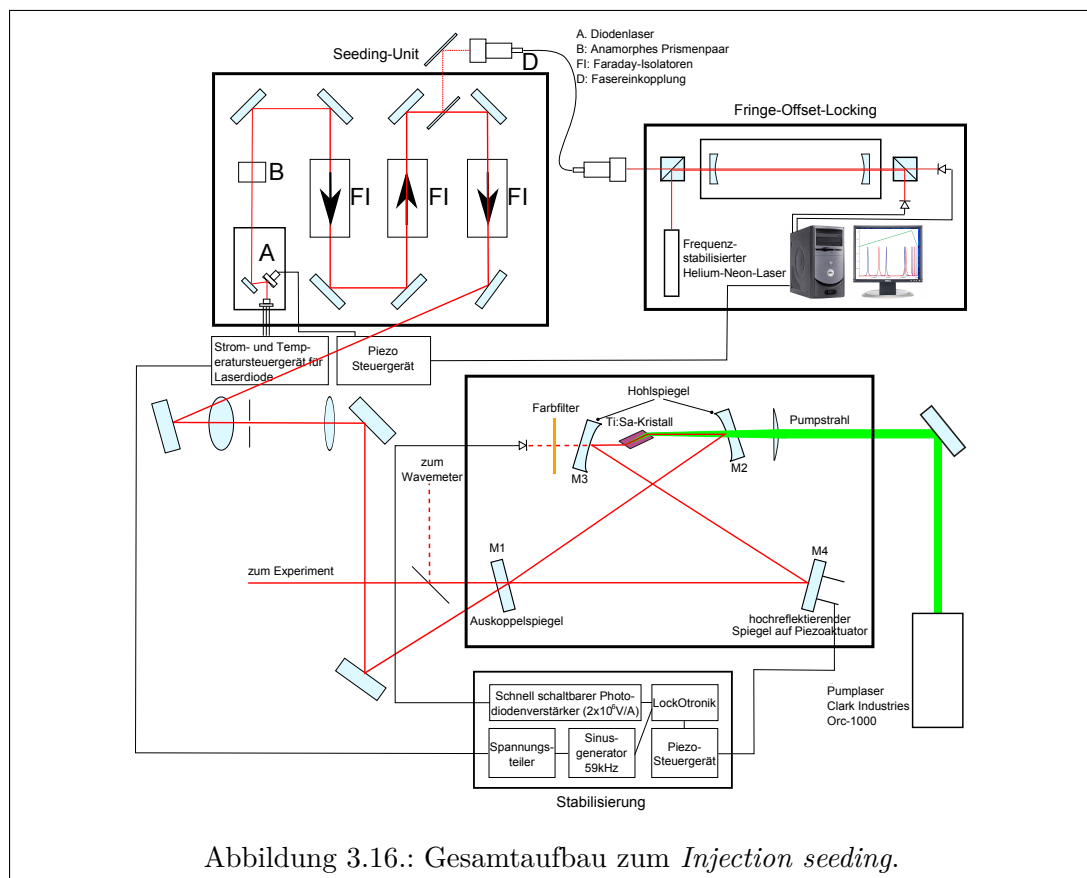 Seeding-Unit
D
A. Diodenlaser
B: Anamorphes Prismenpaar
FI: Faraday-Isolatoren
D: Fasereinkopplung
Fringe-Offset-Locking
B
FI
FI
FI
A
Frequenz-
stabilisierter
Helium-Neon-Laser
Strom- und Temp-
eratursteuergerät für
Laserdiode
Piezo
Steuergerät
Hohlspiegel
Farbfilter
Ti:Sa-Kristall
Pumpstrahl
M3
M2
zum
Wavemeter
M1
M4
zum Experiment
Auskoppelspiegel
hochreflektierender
Spiegel auf Piezoaktuator
Pumplaser
Clark Industries
Orc-1000
Schnell schaltbarer Photo-
diodenverstärker (2x10⁶V/A)
LockOtronik
Spannungs-
teiler
Sinus-
generator
59kHz
Piezo-
Steuergerät
Stabilisierung
Abbildung 3.16.: Gesamtaufbau zum Injection seeding.